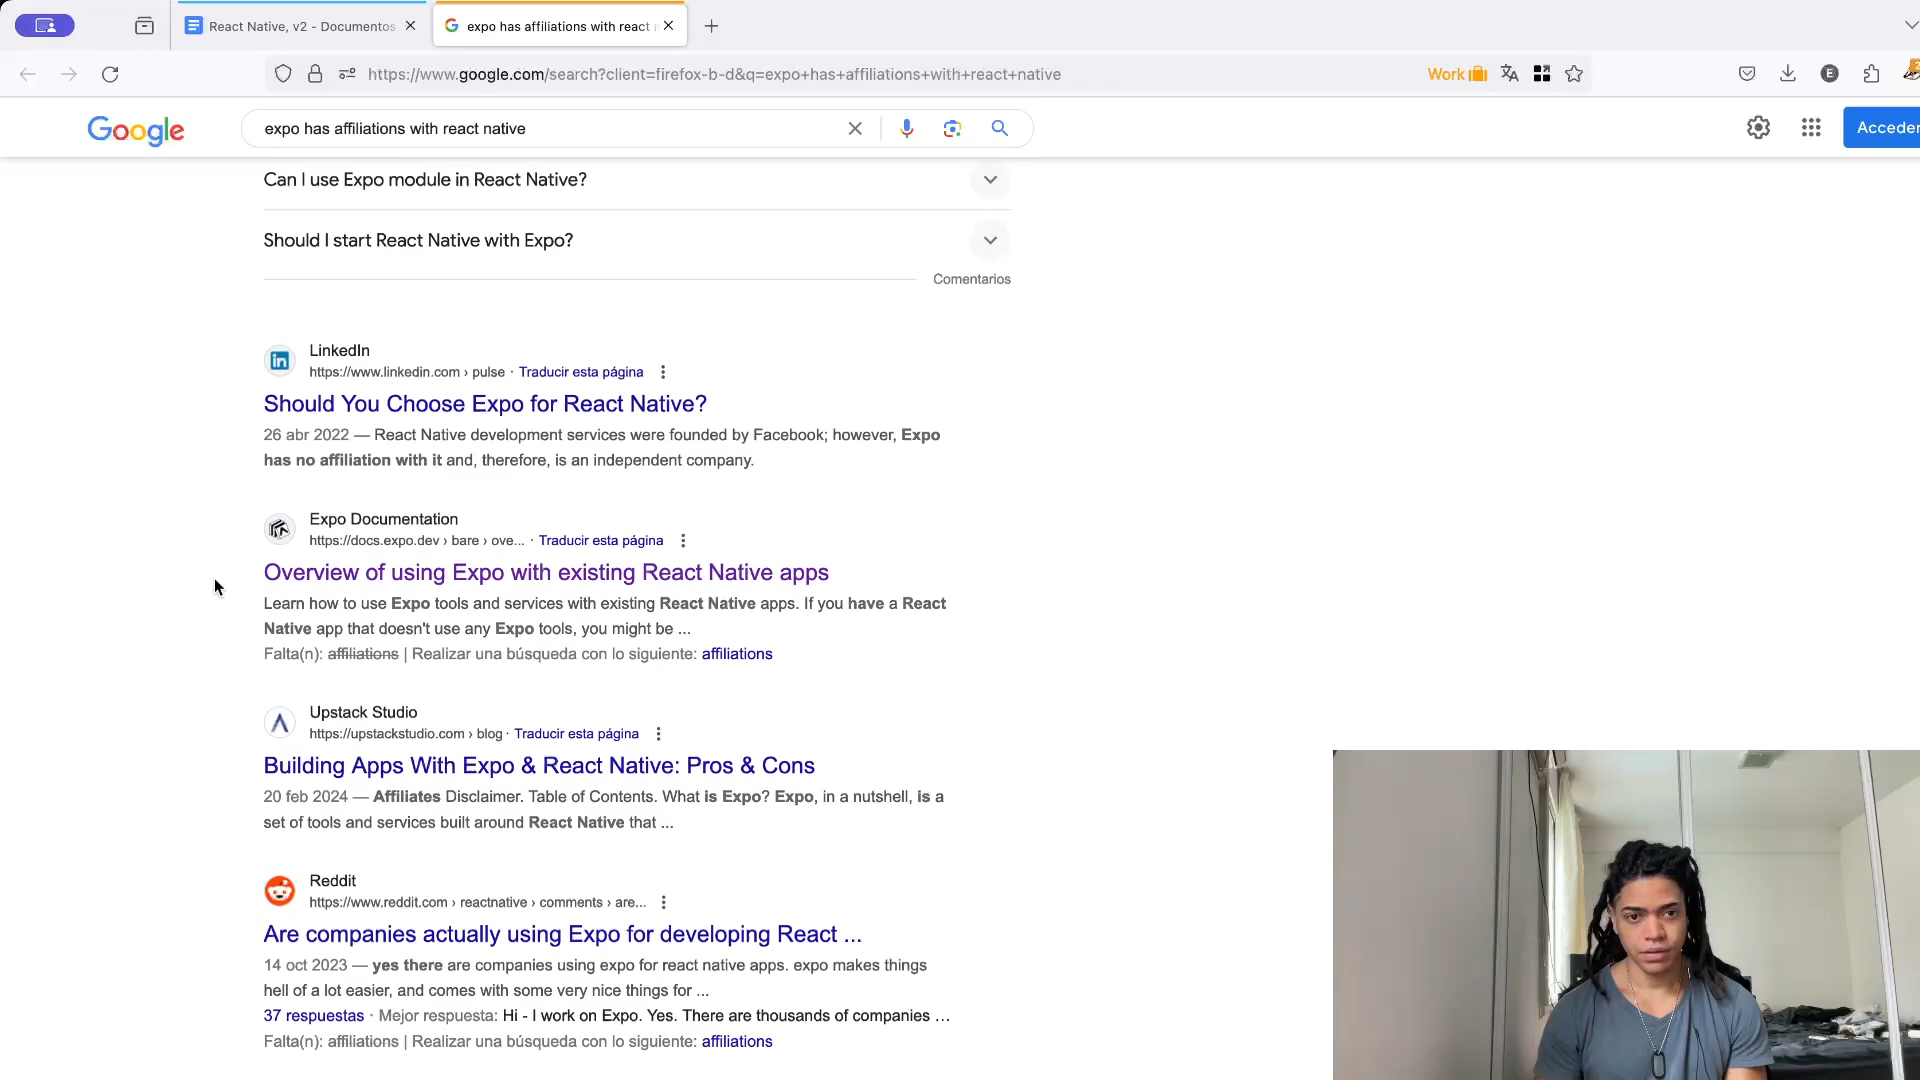 React Native, v2 - Documentos
expo has affiliations with react
https://www.google.com/search?client=firefox-b-d&q=expo+has+affiliations+with+react+native
Work
E
Google
expo has affiliations with react native
Acceder
Can I use Expo module in React Native?
Should I start React Native with Expo?
Comentarios
LinkedIn
https://www.linkedin.com › pulse · Traducir esta página
Should You Choose Expo for React Native?
26 abr 2022 — React Native development services were founded by Facebook; however, Expo
has no affiliation with it and, therefore, is an independent company.
Expo Documentation
https://docs.expo.dev › bare › ove... · Traducir esta página
Overview of using Expo with existing React Native apps
Learn how to use Expo tools and services with existing React Native apps. If you have a React
Native app that doesn't use any Expo tools, you might be ...
Falta(n): affiliations | Realizar una búsqueda con lo siguiente: affiliations
Upstack Studio
https://upstackstudio.com › blog · Traducir esta página
Building Apps With Expo & React Native: Pros & Cons
20 feb 2024 — Affiliates Disclaimer. Table of Contents. What is Expo? Expo, in a nutshell, is a
set of tools and services built around React Native that ...
Reddit
https://www.reddit.com › reactnative › comments › are...
Are companies actually using Expo for developing React ...
14 oct 2023 — yes there are companies using expo for react native apps. expo makes things
hell of a lot easier, and comes with some very nice things for ...
37 respuestas · Mejor respuesta: Hi - I work on Expo. Yes. There are thousands of companies ...
Falta(n): affiliations | Realizar una búsqueda con lo siguiente: affiliations